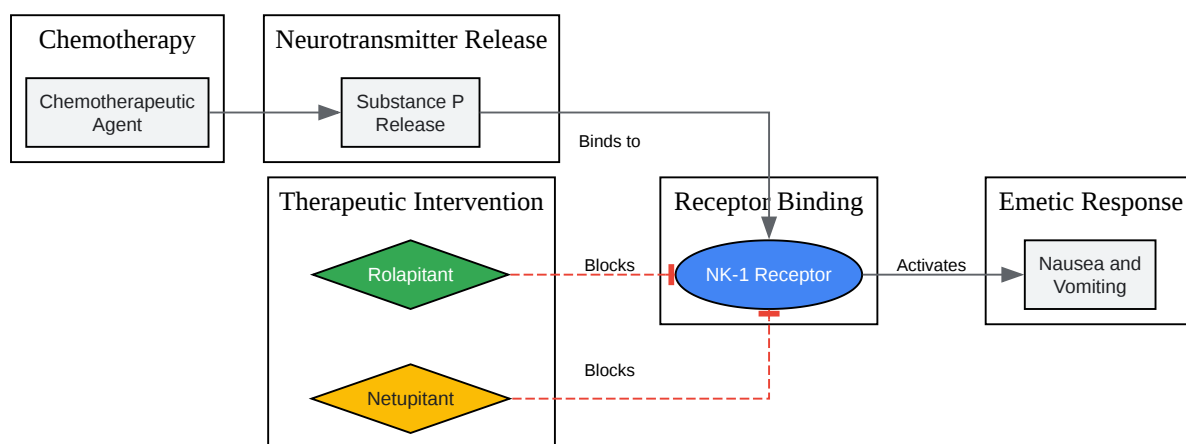 Chemotherapy
Neurotransmitter Release
Chemotherapeutic
Agent
Substance P
Release
Binds to
Therapeutic Intervention
Receptor Binding
Emetic Response
Rolapitant
Blocks
NK-1 Receptor
Activates
Nausea and
Vomiting
Netupitant
Blocks